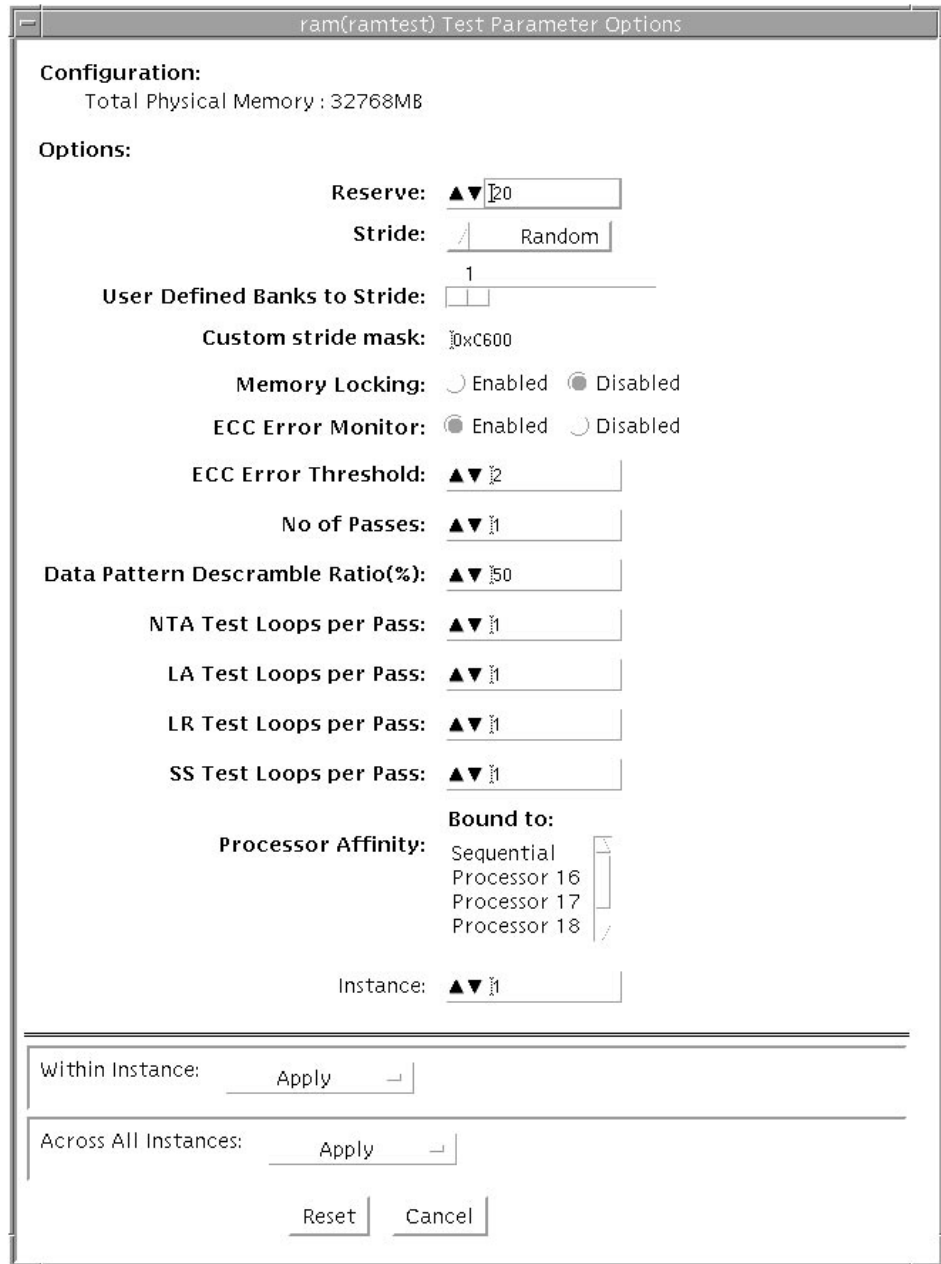 ram(ramtest) Test Parameter Options
Configuration:
Total Physical Memory : 32768MB
Options:
Reserve: 20
Stride: Random
1
User Defined Banks to Stride:
Custom stride mask: 0xC600
Memory Locking: Enabled Disabled
ECC Error Monitor: Enabled Disabled
ECC Error Threshold: 2
No of Passes: 1
Data Pattern Descramble Ratio(%): 50
NTA Test Loops per Pass: 1
LA Test Loops per Pass: 1
LR Test Loops per Pass: 1
SS Test Loops per Pass: 1
Bound to:
Processor Affinity: Sequential
Processor 16
Processor 17
Processor 18
Instance: 1
Within Instance: Apply
Across All Instances: Apply
Reset Cancel